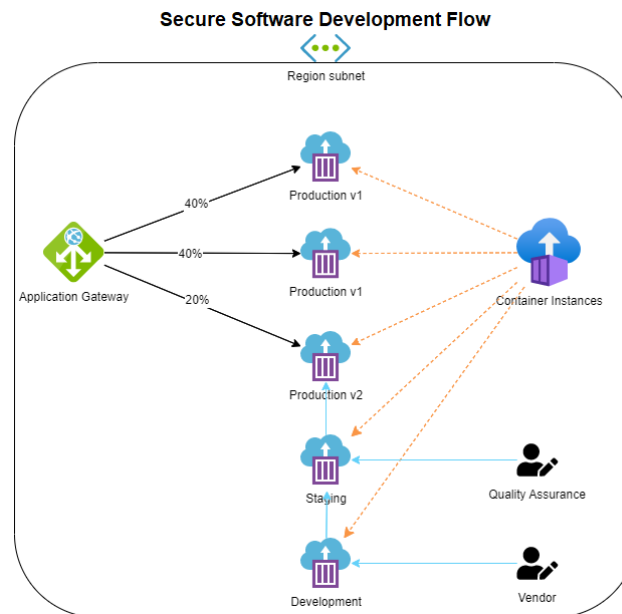 Secure Software Development Flow
Region subnet
Production v1
40%
40%
Production v1
Application Gateway
Container Instances
20%
Production v2
Staging
Quality Assurance
Development
Vendor